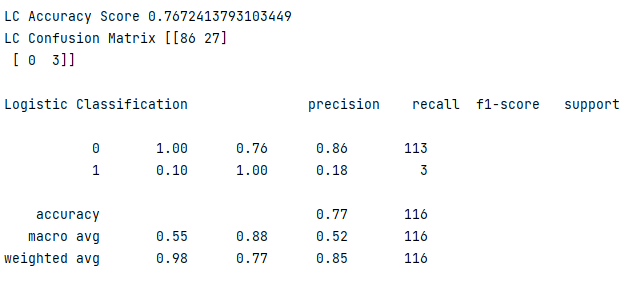 LC Accuracy Score 0.7672413793103449
LC Confusion Matrix [[86 27]
 [ 0  3]]
Logistic Classification               precision    recall  f1-score   support
           0       1.00      0.76      0.86       113
           1       0.10      1.00      0.18         3
    accuracy                           0.77       116
   macro avg       0.55      0.88      0.52       116
weighted avg       0.98      0.77      0.85       116